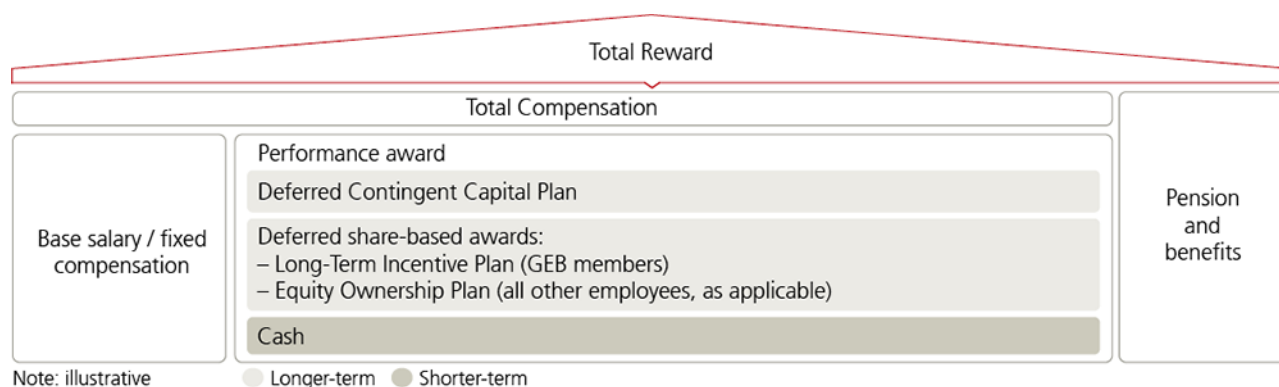 Total Reward
Total Compensation
Base salary / fixed
compensation
Performance award
Deferred Contingent Capital Plan
Deferred share-based awards:
– Long-Term Incentive Plan (GEB members)
– Equity Ownership Plan (all other employees, as applicable)
Cash
Pension
and
benefits
Note: illustrative
Longer-term
Shorter-term